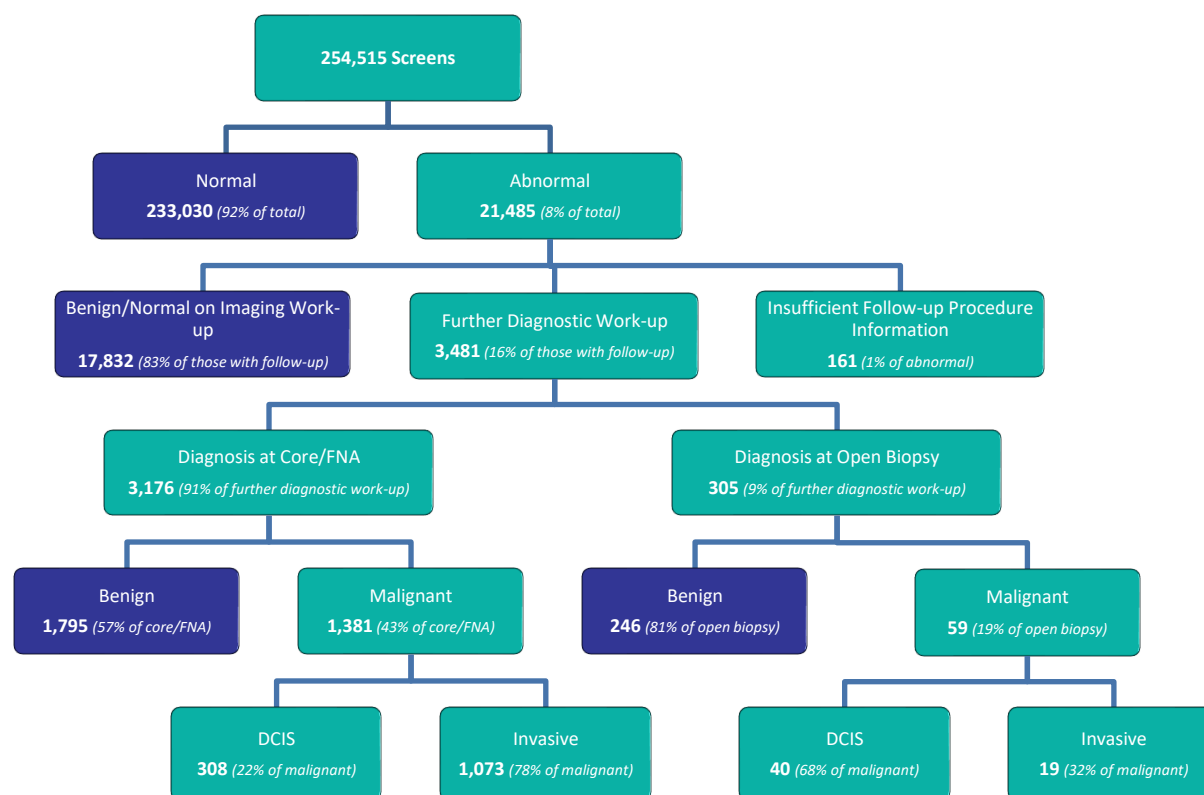 254,515 Screens
Normal
233,030 (92% of total)
Abnormal
21,485 (8% of total)
Benign/Normal on Imaging Work-
up
17,832 (83% of those with follow-up)
Further Diagnostic Work-up
3,481 (16% of those with follow-up)
Insufficient Follow-up Procedure
Information
161 (1% of abnormal)
Diagnosis at Core/FNA
3,176 (91% of further diagnostic work-up)
Diagnosis at Open Biopsy
305 (9% of further diagnostic work-up)
Benign
1,795 (57% of core/FNA)
Malignant
1,381 (43% of core/FNA)
Benign
246 (81% of open biopsy)
Malignant
59 (19% of open biopsy)
DCIS
308 (22% of malignant)
Invasive
1,073 (78% of malignant)
DCIS
40 (68% of malignant)
Invasive
19 (32% of malignant)